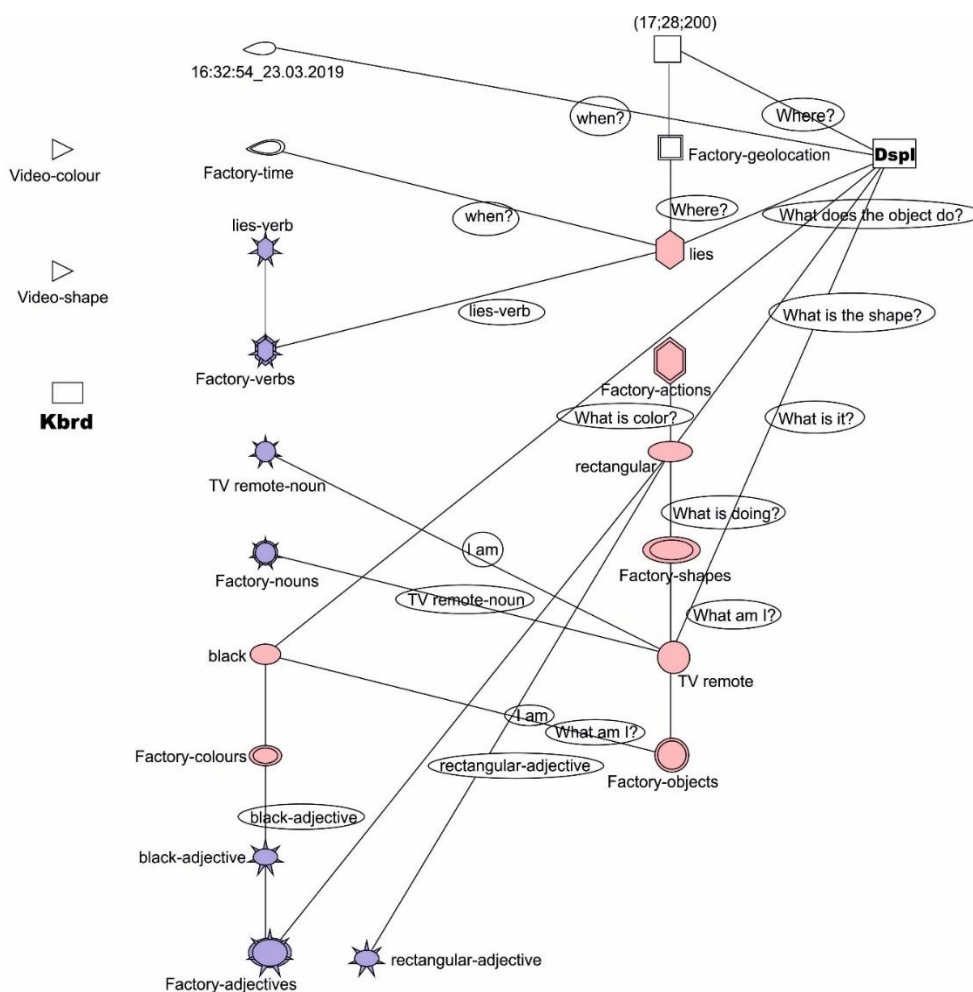 (17;28;200)
16:32:54_23.03.2019
when?
Where?
Video-colour
Factory-time
Factory-geolocation
Dspl
lies-verb
when?
Where?
What does the object do?
lies
Video-shape
lies-verb
What is the shape?
Factory-verbs
Factory-actions
Kbrd
What is color?
What is it?
TV remote-noun
rectangular
What is doing?
I am
Factory-nouns
Factory-shapes
TV remote-noun
What am I?
black
TV remote
I am
What am I?
Factory-colours
rectangular-adjective
Factory-objects
black-adjective
black-adjective
Factory-adjectives
rectangular-adjective